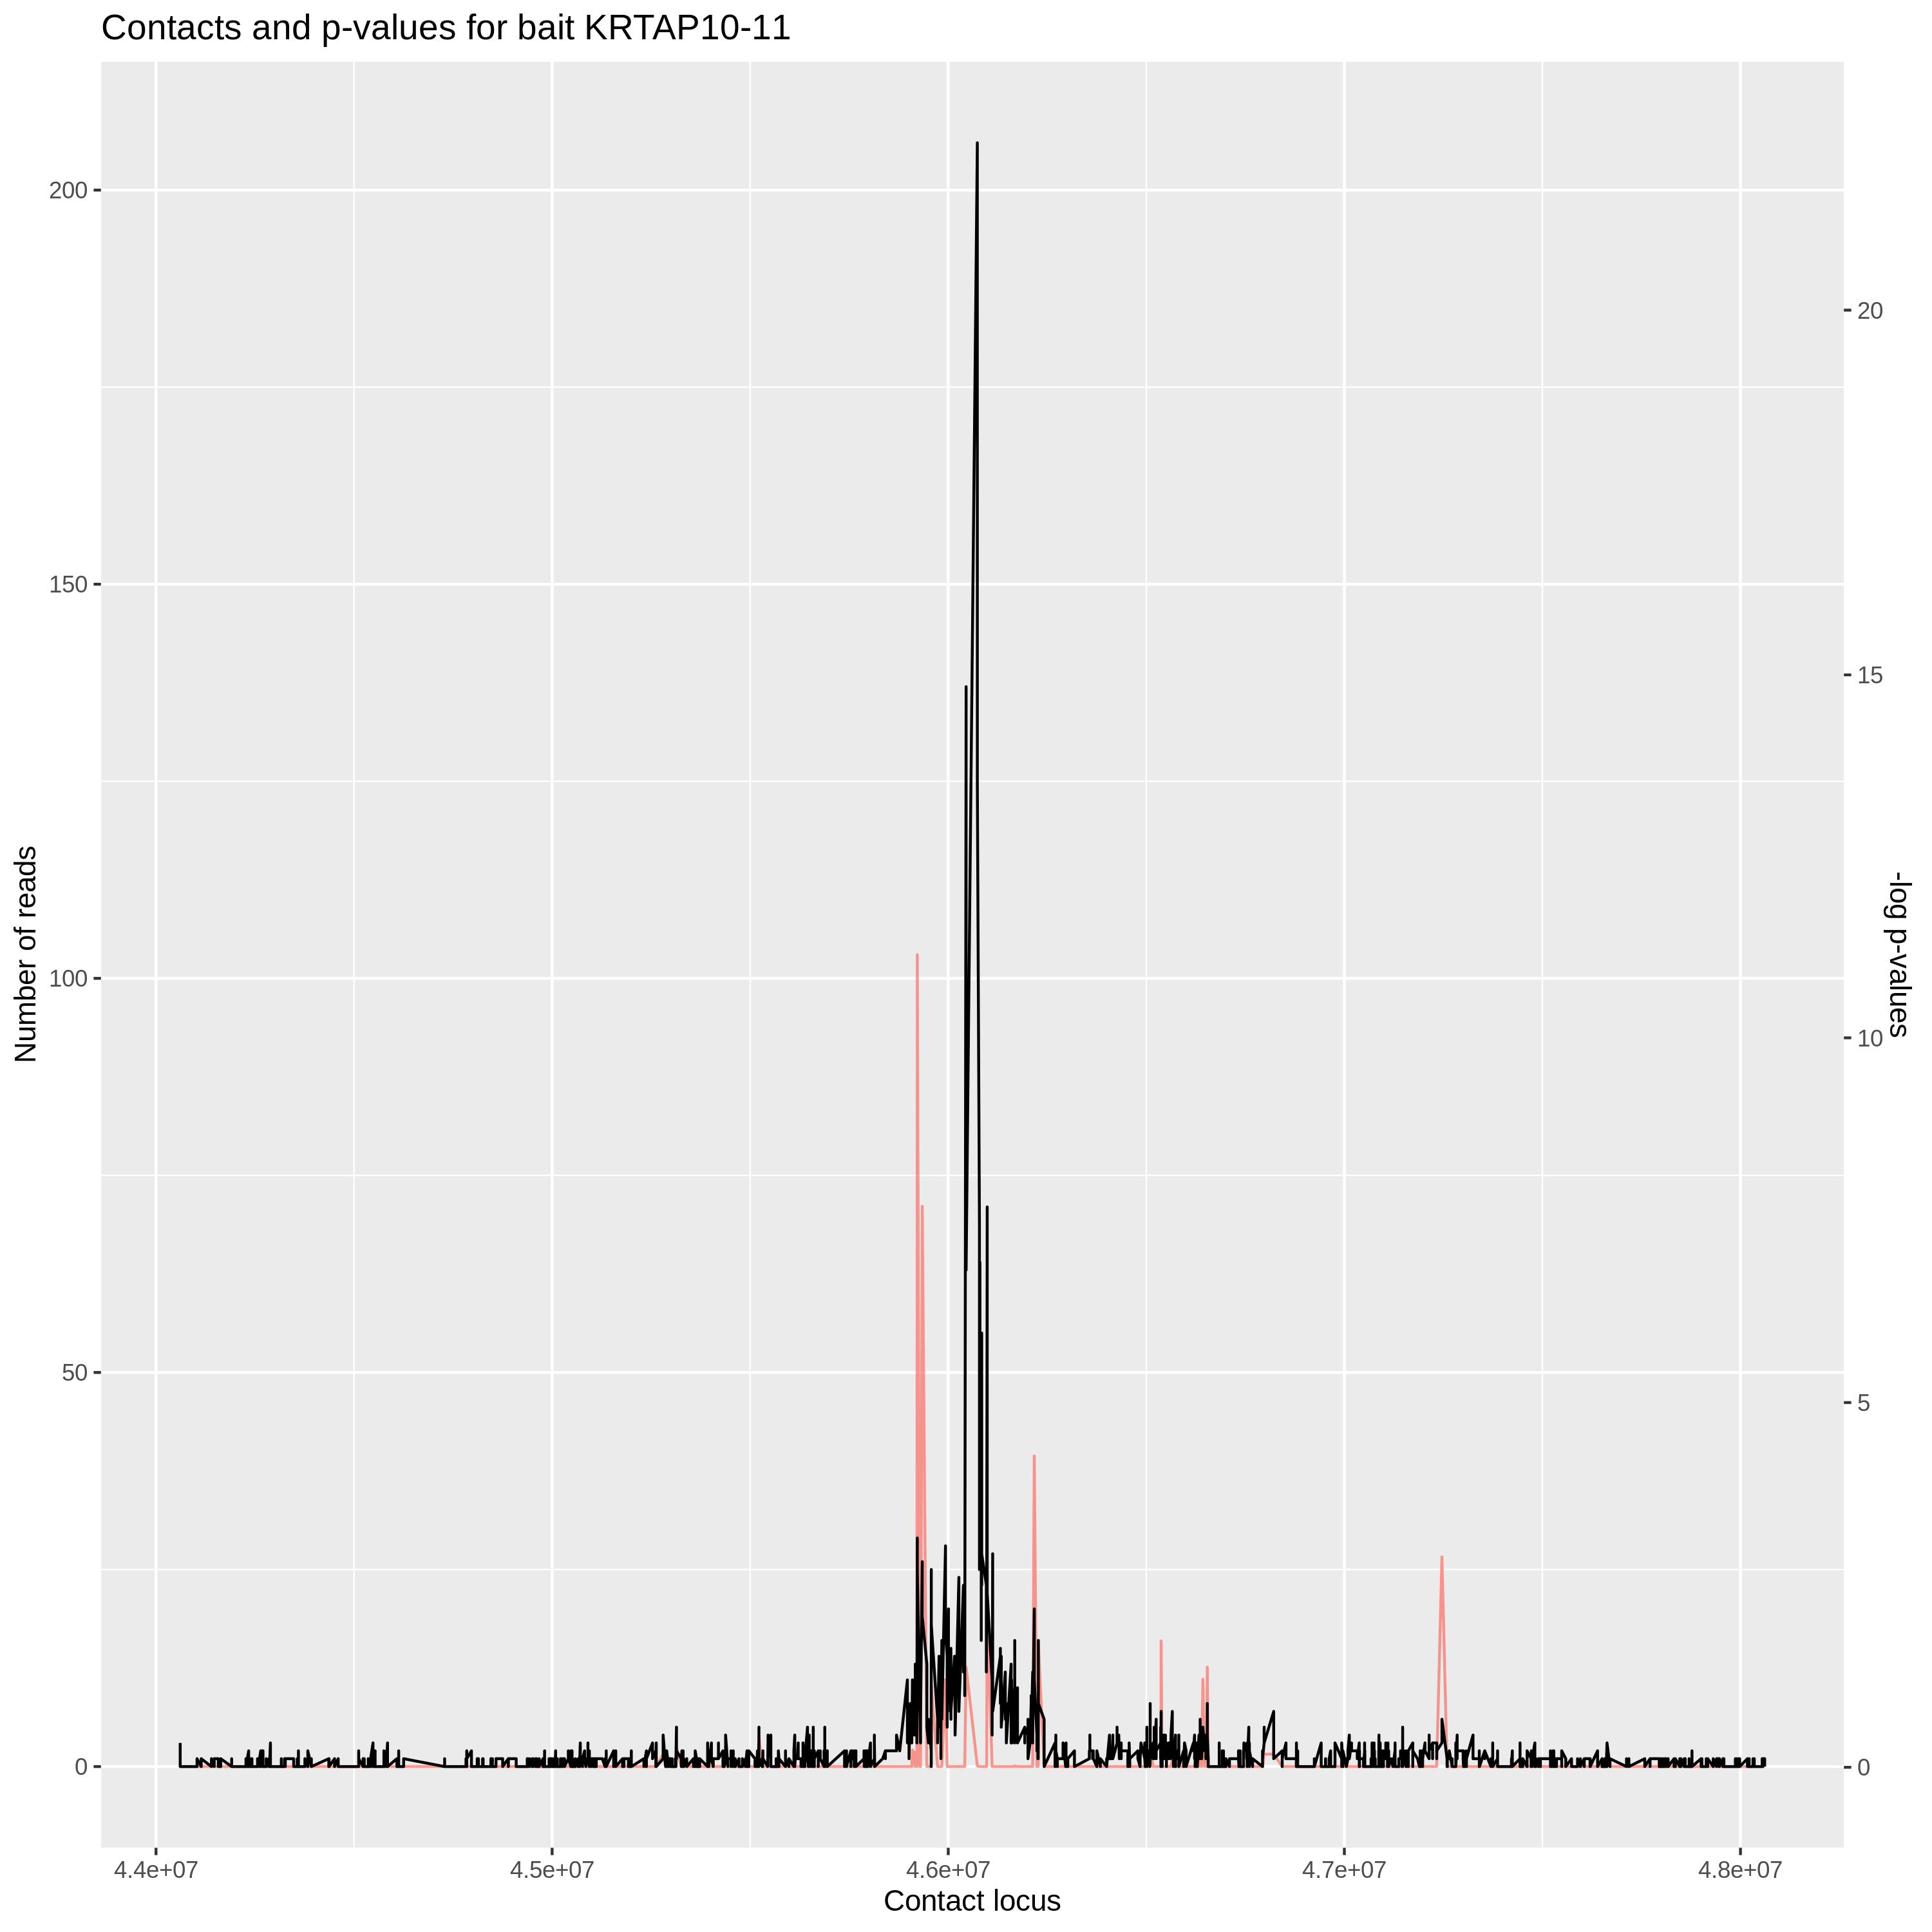 Contacts and p-values for bait KRTAP10-11
200
150
100
50
0
Number of reads
20
15
10
5
0
-log p-values
4.4e+07
4.5e+07
4.6e+07
4.7e+07
4.8e+07
Contact locus